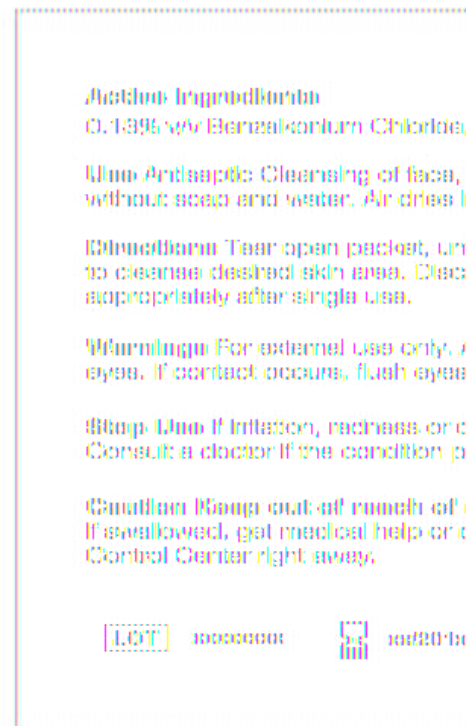 Active Ingredients
0.13% w/v Benzalkonium Chloride,
Use Antiseptic Cleansing of face,
without soap and water. Air dries
Directions Tear open packet, un
to cleanse desired skin area. Disc
appropriately after single use.
Warnings For external use only. A
eyes. If contact occurs, flush eyes
Stop Use If irritation, redness or
Consult a doctor if the condition p
Caution Keep out of reach of
If swallowed, get medical help or
Control Center right away.
LOT xxxxxxxxx